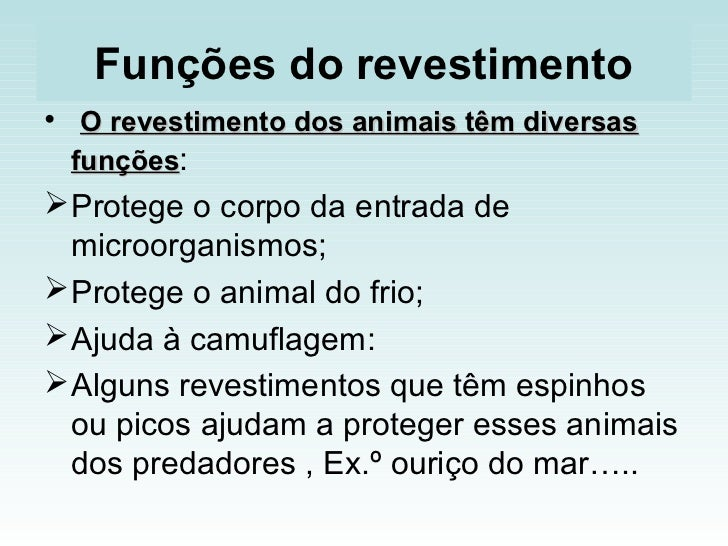 Funções do revestimento
• O revestimento dos animais têm diversas
funções:
➢Protege o corpo da entrada de
microorganismos;
➢Protege o animal do frio;
➢Ajuda à camuflagem:
➢Alguns revestimentos que têm espinhos
ou picos ajudam a proteger esses animais
dos predadores , Ex.º ouriço do mar…..